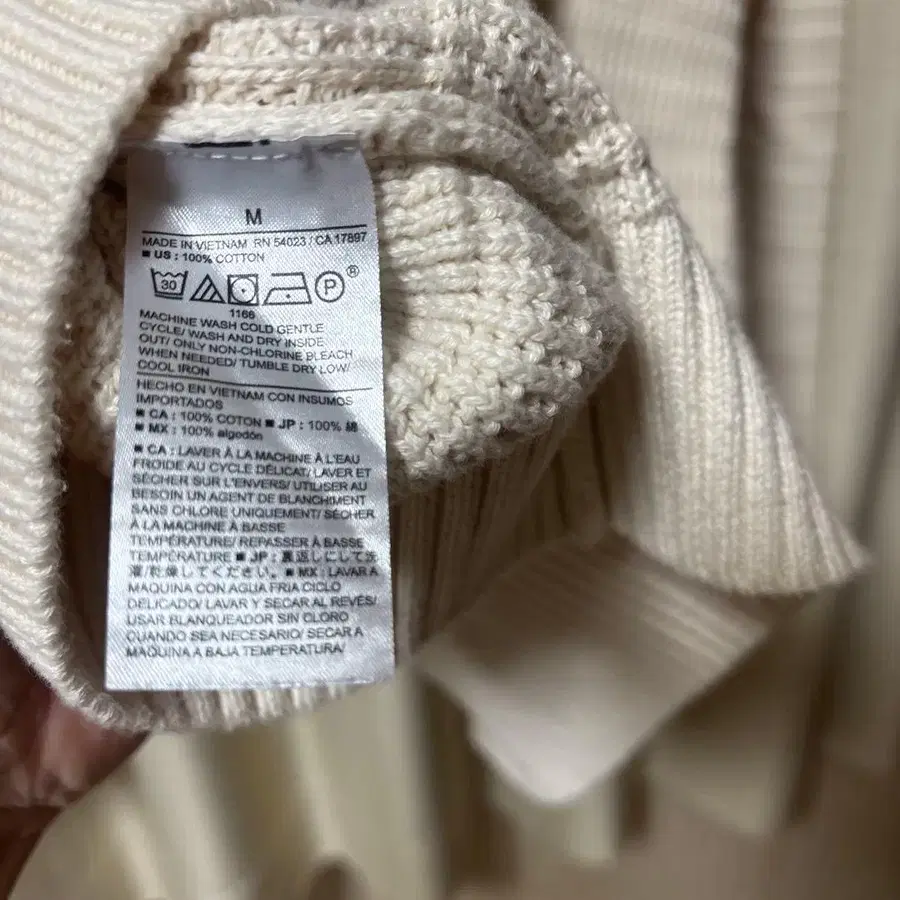 M
MADE IN VIETNAM RN 54023 / CA 17897
■ US : 100% COTTON
30 P ®
1166
MACHINE WASH COLD GENTLE
CYCLE/ WASH AND DRY INSIDE
OUT/ ONLY NON-CHLORINE BLEACH
WHEN NEEDED/ TUMBLE DRY LOW/
COOL IRON
HECHO EN VIETNAM CON INSUMOS
IMPORTADOS
■ CA : 100% COTTON ■ JP : 100% 綿
■ MX : 100% algodón
■ CA : LAVER À LA MACHINE À L'EAU
FROIDE AU CYCLE DÉLICAT/ LAVER ET
SÉCHER SUR L'ENVERS/ UTILISER AU
BESOIN UN AGENT DE BLANCHIMENT
SANS CHLORE UNIQUEMENT/ SÉCHER
À LA MACHINE À BASSE
TEMPÉRATURE/ REPASSER À BASSE
TEMPÉRATURE ■ JP : 裏返しにして洗
濯/乾燥してください。 ■ MX : LAVAR A
MAQUINA CON AGUA FRIA CICLO
DELICADO/ LAVAR Y SECAR AL REVÉS/
USAR BLANQUEADOR SIN CLORO
CUANDO SEA NECESARIO/ SECAR A
MAQUINA A BAJA TEMPERATURA/